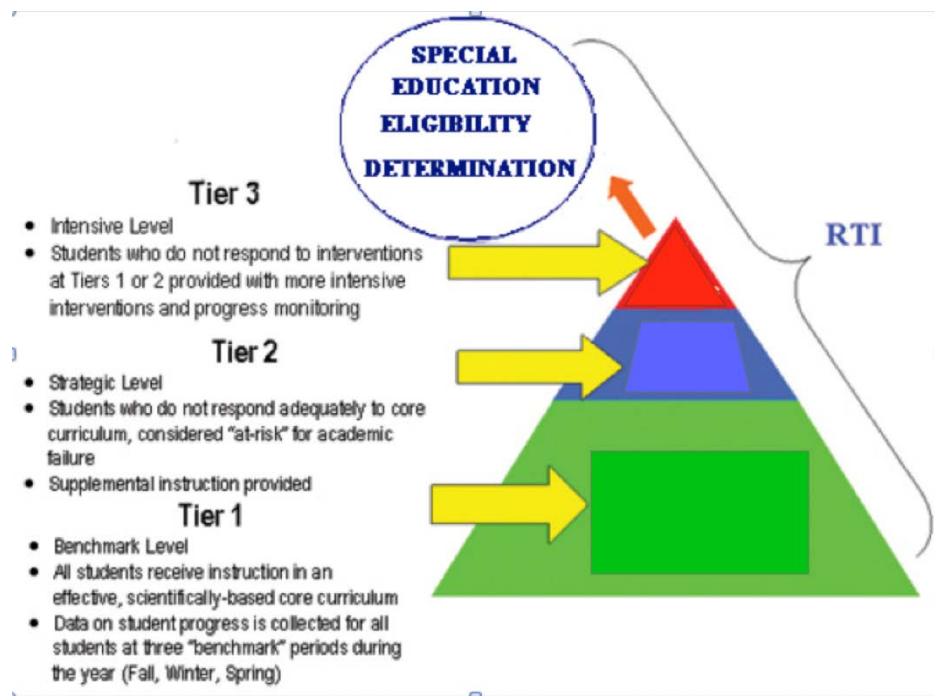 SPECIAL
EDUCATION
ELIGIBILITY
DETERMINATION
RTI
Tier 3
• Intensive Level
• Students who do not respond to interventions
at Tiers 1 or 2 provided with more intensive
interventions and progress monitoring
Tier 2
• Strategic Level
• Students who do not respond adequately to core
curriculum, considered “at-risk” for academic
failure
• Supplemental instruction provided
Tier 1
• Benchmark Level
• All students receive instruction in an
effective, scientifically-based core curriculum
• Data on student progress is collected for all
students at three “benchmark” periods during
the year (Fall, Winter, Spring)